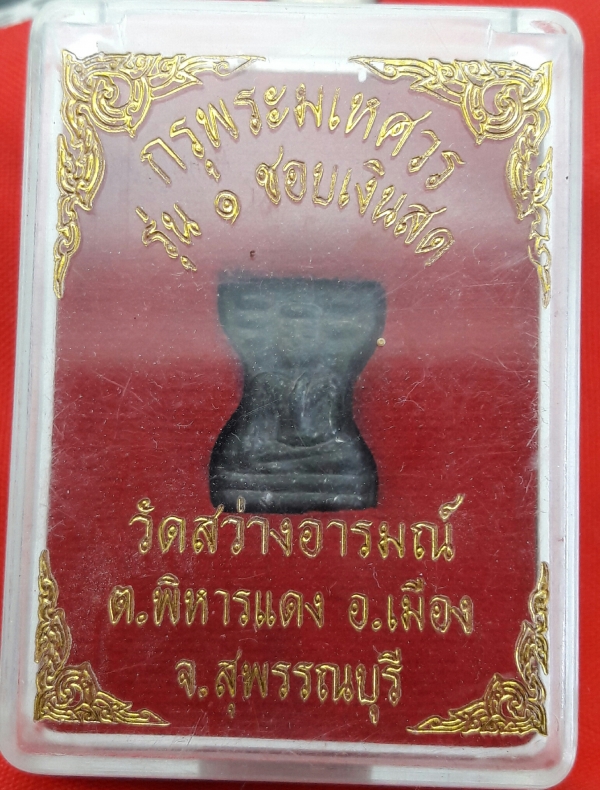 กรุพระมเหศวร
รุ่น ๑ ชอบเงินสด
วัดสว่างอารมณ์
ต.พิหารแดง อ.เมือง
จ.สุพรรณบุรี